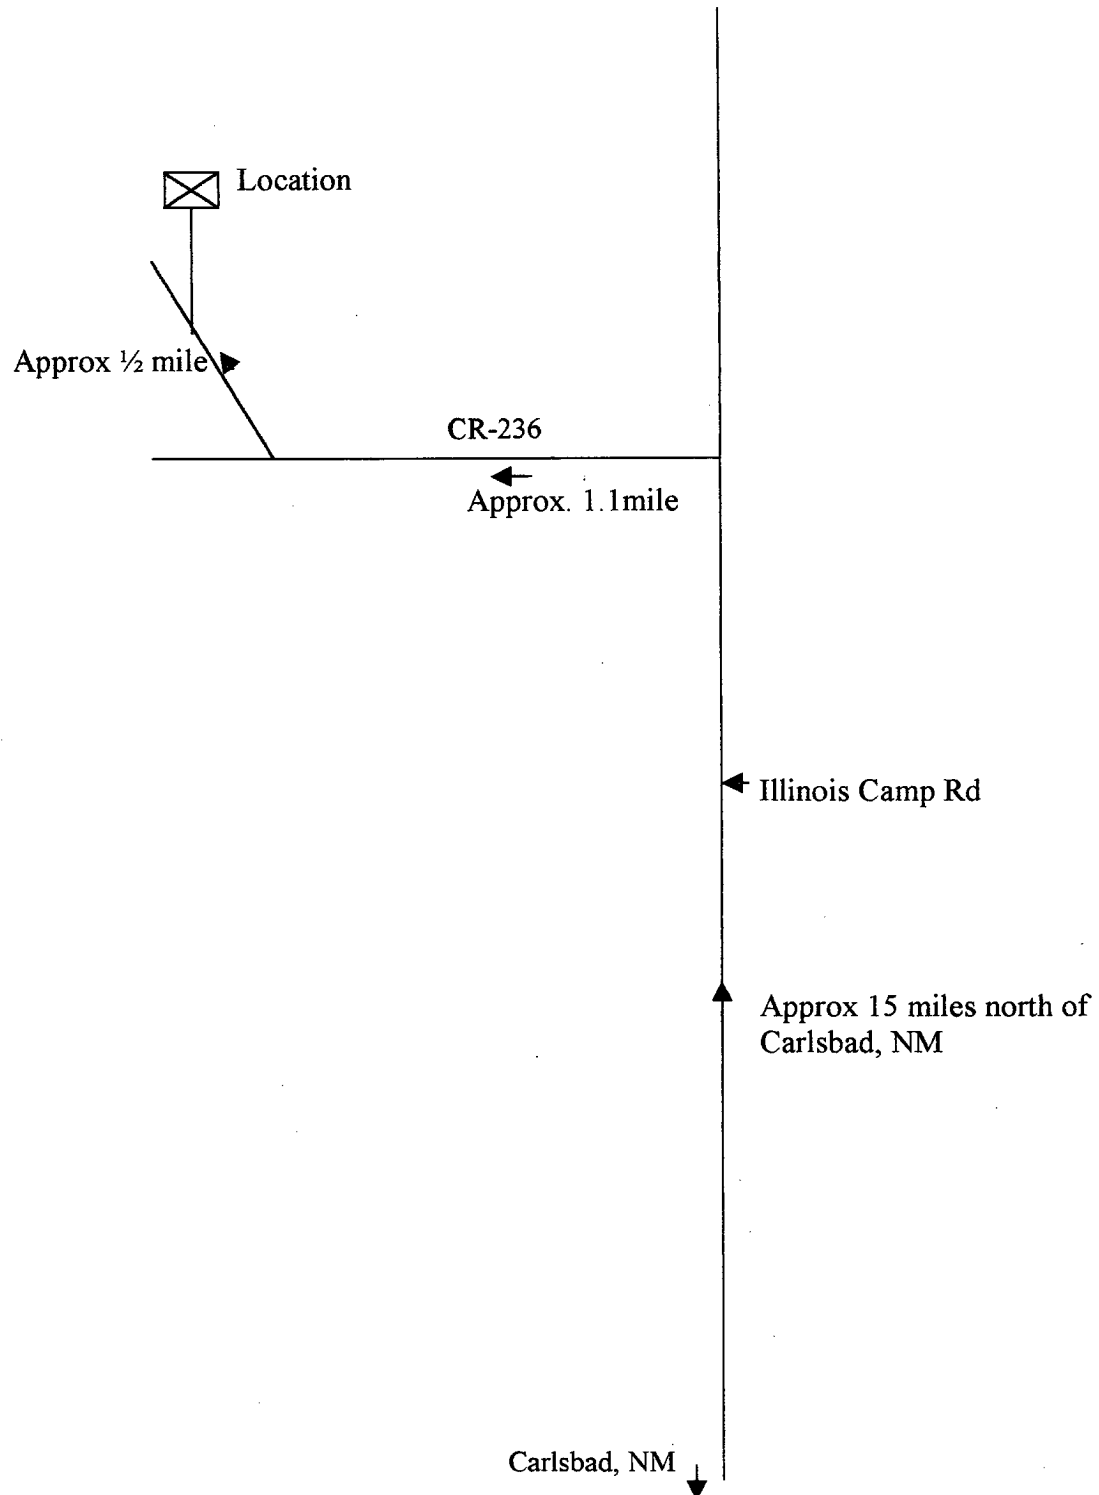 Location
Approx ½ mile
CR-236
Approx. 1.1mile
Illinois Camp Rd
Approx 15 miles north of
Carlsbad, NM
Carlsbad, NM